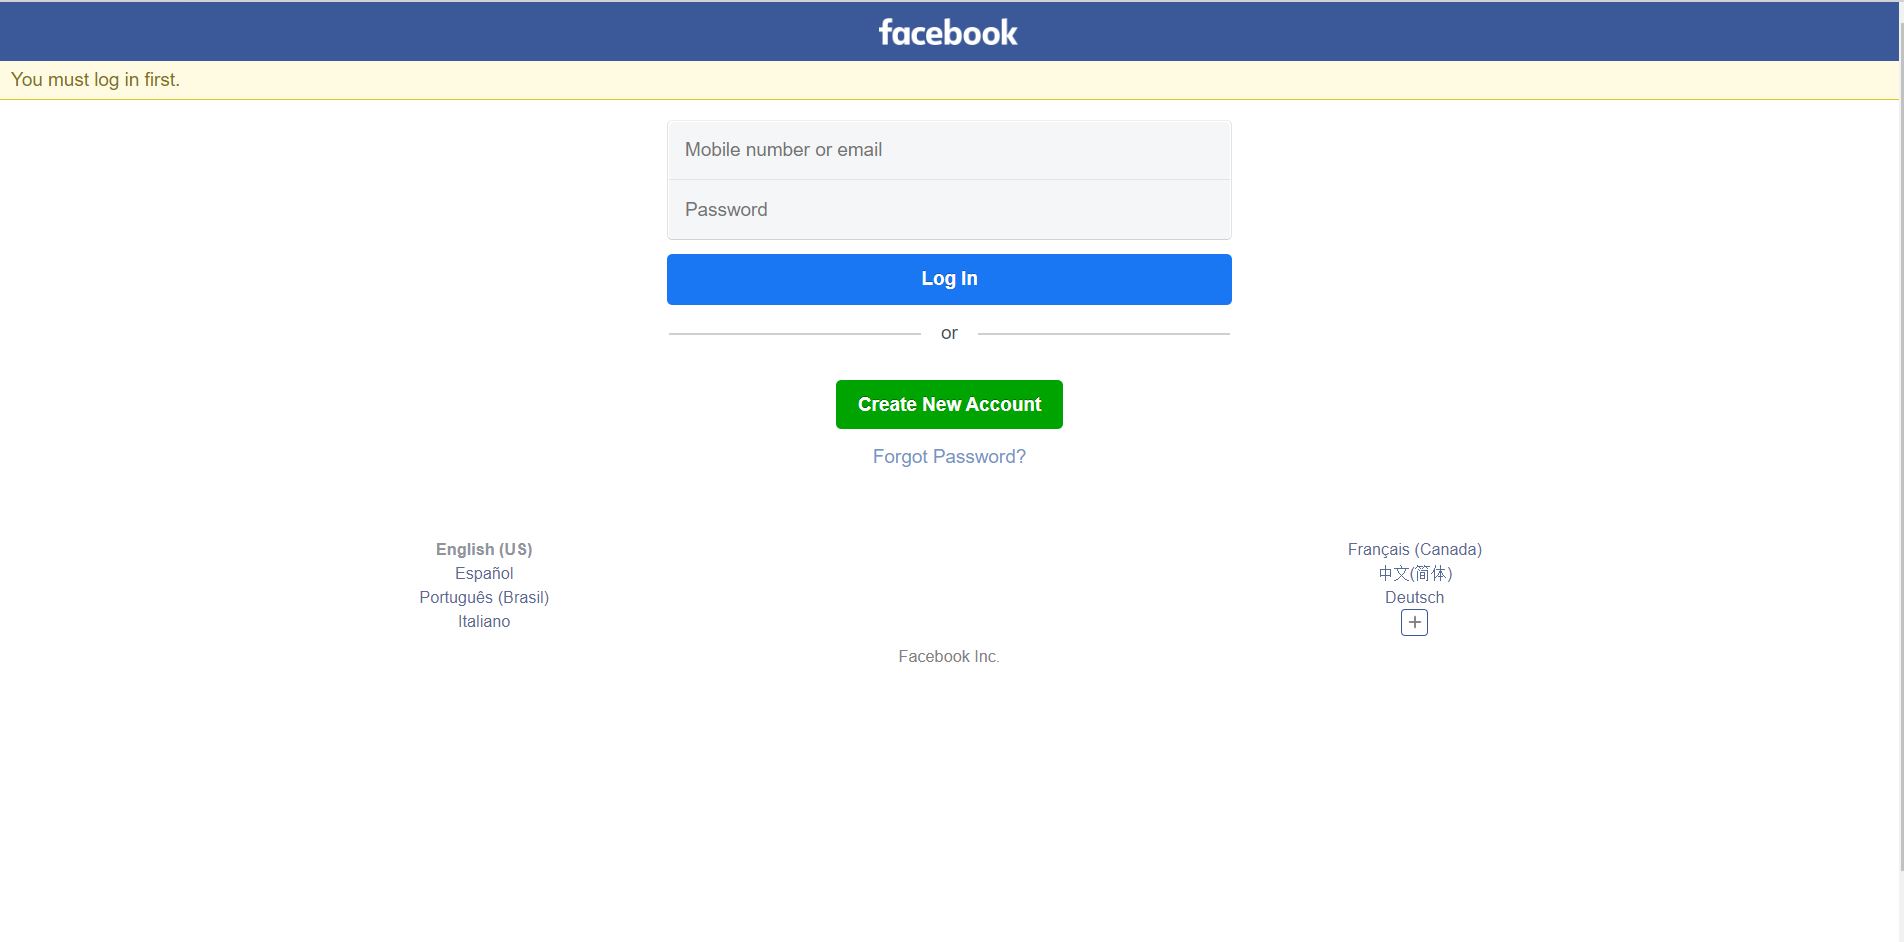 facebook
You must log in first.
Mobile number or email
Password
Log In
or
Create New Account
Forgot Password?
English (US)
Español
Português (Brasil)
Italiano
Français (Canada)
中文(简体)
Deutsch
+
Facebook Inc.